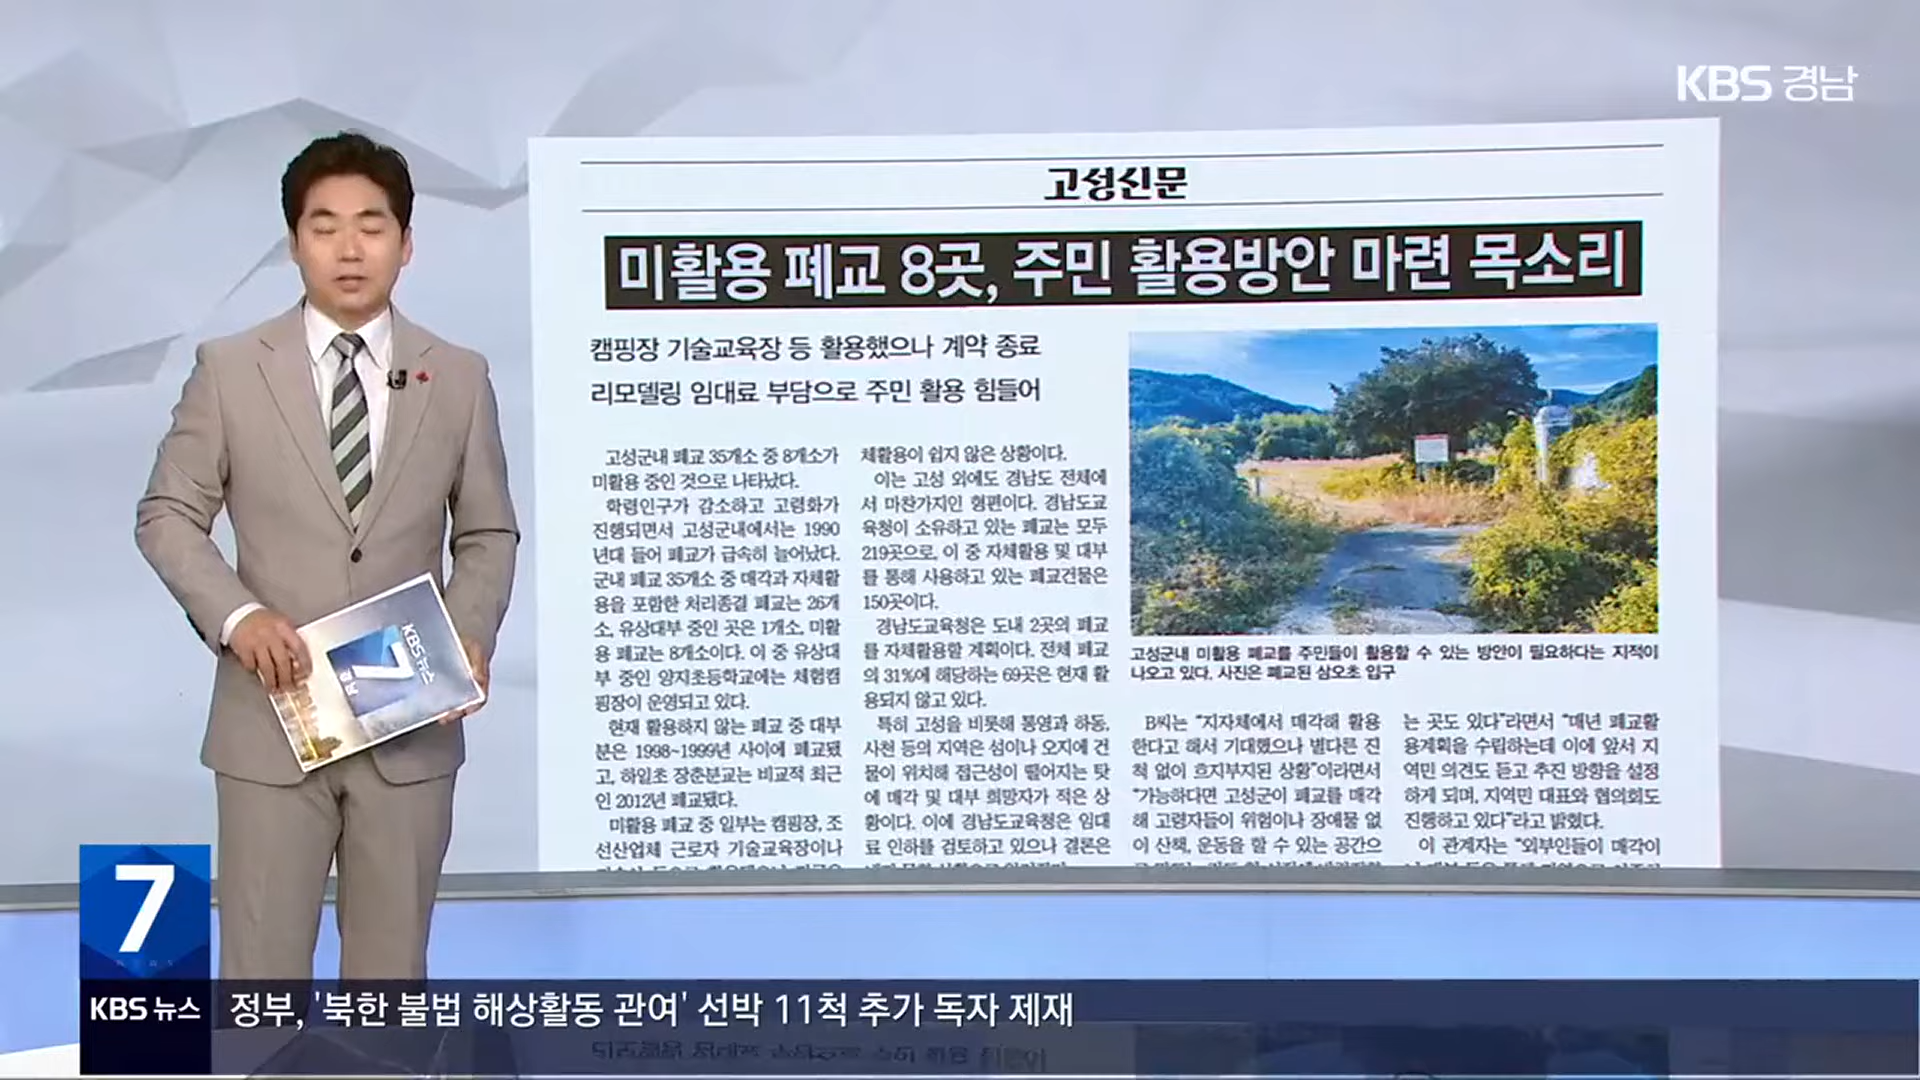 KBS 경남
고성신문
미활용 폐교 8곳, 주민 활용방안 마련 목소리
캠핑장 기술교육장 등 활용했으나 계약 종료
리모델링 임대료 부담으로 주민 활용 힘들어
고성군내 폐교 35개소 중 8개소가
미활용 중인 것으로 나타났다.
학령인구가 감소하고 고령화가
진행되면서 고성군내에서는 1990
년대 들어 폐교가 급속히 늘어났다.
군내 폐교 35개소 중 매각과 자체활
용을 포함한 처리종결 폐교는 26개
소, 유상대부 중인 곳은 1개소, 미활
용 폐교는 8개소이다. 이 중 유상대
부 중인 양지초등학교에는 체험캠
핑장이 운영되고 있다.
현재 활용하지 않는 폐교 중 대부
분은 1998~1999년 사이에 폐교됐
고, 하일초 장춘분교는 비교적 최근
인 2012년 폐교됐다.
미활용 폐교 중 일부는 캠핑장, 조
선산업체 근로자 기술교육장이나
체활용이 쉽지 않은 상황이다.
이는 고성 외에도 경남도 전체에
서 마찬가지인 형편이다. 경남도교
육청이 소유하고 있는 폐교는 모두
219곳으로, 이 중 자체활용 및 대부
를 통해 사용하고 있는 폐교건물은
150곳이다.
경남도교육청은 도내 2곳의 폐교
를 자체활용할 계획이다. 전체 폐교
의 31%에 해당하는 69곳은 현재 활
용되지 않고 있다.
특히 고성을 비롯해 통영과 하동,
사천 등의 지역은 섬이나 오지에 건
물이 위치해 접근성이 떨어지는 탓
에 매각 및 대부 희망자가 적은 상
황이다. 이에 경남도교육청은 임대
료 인하를 검토하고 있으나 결론은
고성군내 미활용 폐교를 주민들이 활용할 수 있는 방안이 필요하다는 지적이
나오고 있다. 사진은 폐교된 삼오초 입구
B씨는 "지자체에서 매각해 활용
한다고 해서 기대했으나 별다른 진
척 없이 흐지부지된 상황"이라면서
"가능하다면 고성군이 폐교를 매각
해 고령자들이 위험이나 장애물 없
이 산책, 운동을 할 수 있는 공간으
는 곳도 있다"라면서 "매년 폐교활
용계획을 수립하는데 이에 앞서 지
역민 의견도 듣고 추진 방향을 설정
하게 되며, 지역민 대표와 협의회도
진행하고 있다"라고 밝혔다.
이 관계자는 "외부인들이 매각이
KBS 뉴스
7
7
NEWS
KBS 뉴스
정부, '북한 불법 해상활동 관여' 선박 11척 추가 독자 제재